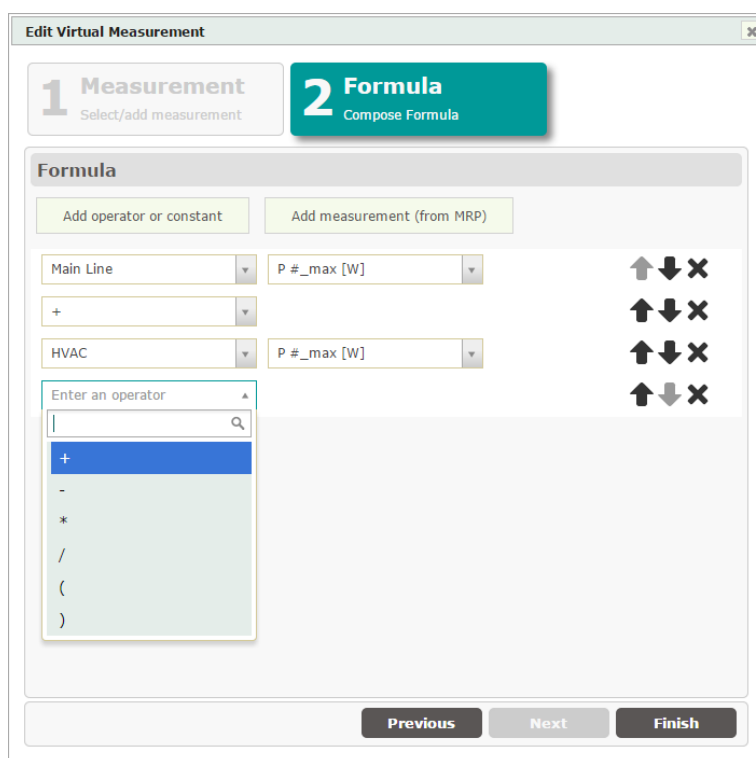 Edit Virtual Measurement
1 Measurement
Select/add measurement
2 Formula
Compose Formula
Formula
Add operator or constant Add measurement (from MRP)
Main Line P #_max [W]
+
HVAC P #_max [W]
Enter an operator
+
-
*
/
(
)
Previous Next Finish